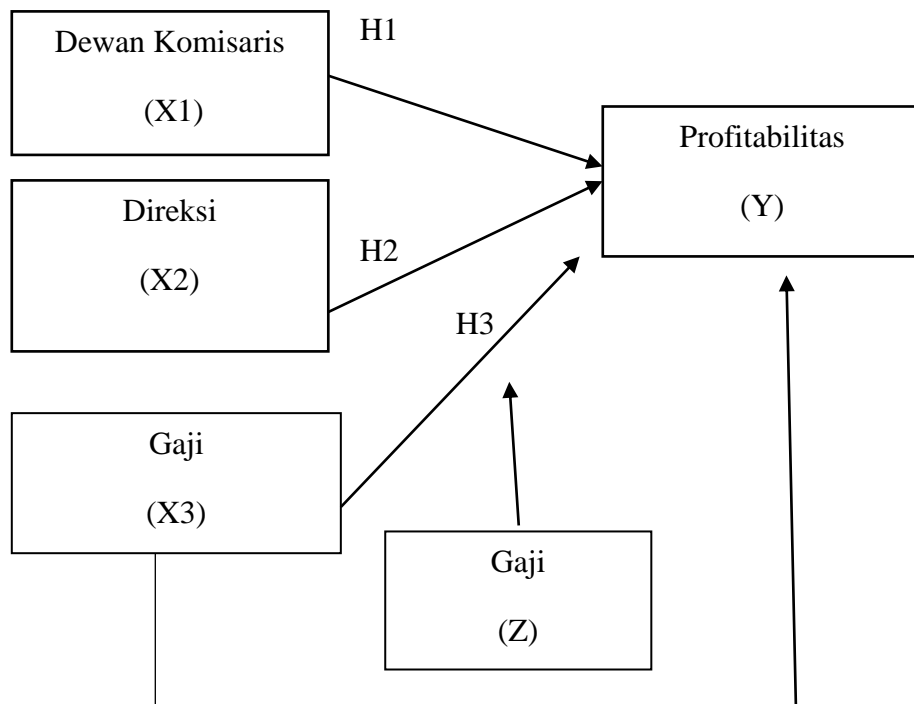 Dewan Komisaris
(X1)
H1
Profitabilitas
(Y)
Direksi
(X2)
H2
H3
Gaji
(X3)
Gaji
(Z)